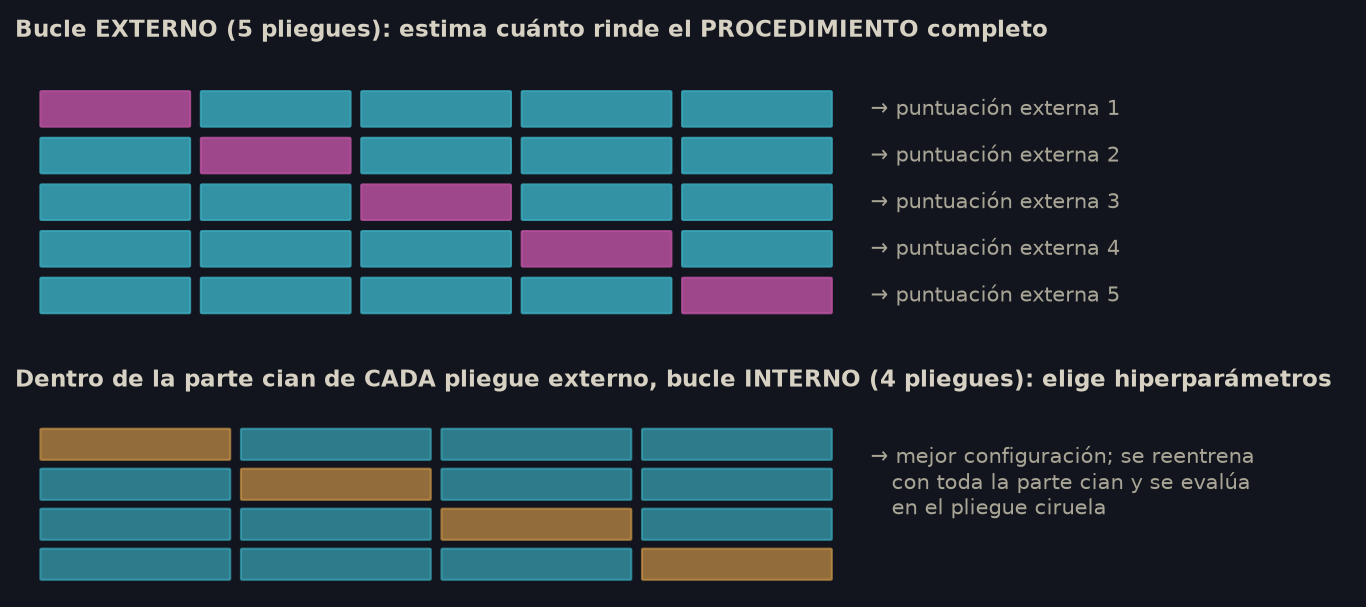 Bucle EXTERNO (5 pliegues): estima cuánto rinde el PROCEDIMIENTO completo
→ puntuación externa 1
→ puntuación externa 2
→ puntuación externa 3
→ puntuación externa 4
→ puntuación externa 5
Dentro de la parte cian de CADA pliegue externo, bucle INTERNO (4 pliegues): elige hiperparámetros
→ mejor configuración; se reentrena
con toda la parte cian y se evalúa
en el pliegue ciruela